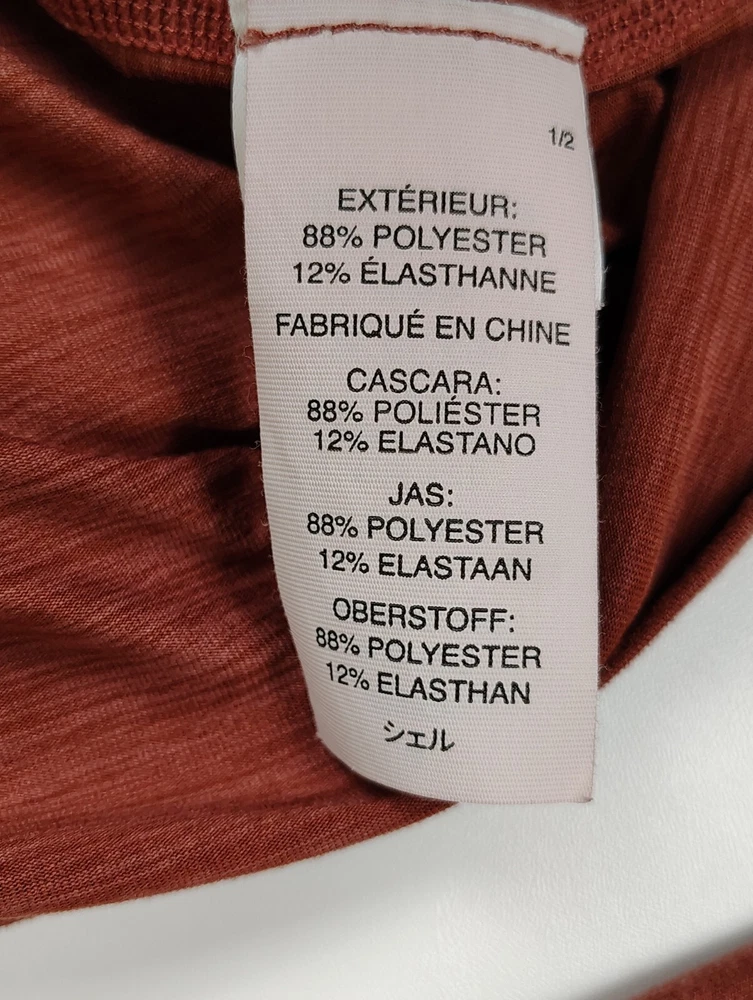 1/2
EXTÉRIEUR:
88% POLYESTER
12% ÉLASTHANNE
FABRIQUÉ EN CHINE
CASCARA:
88% POLIÉSTER
12% ELASTANO
JAS:
88% POLYESTER
12% ELASTAAN
OBERSTOFF:
88% POLYESTER
12% ELASTHAN
シェル